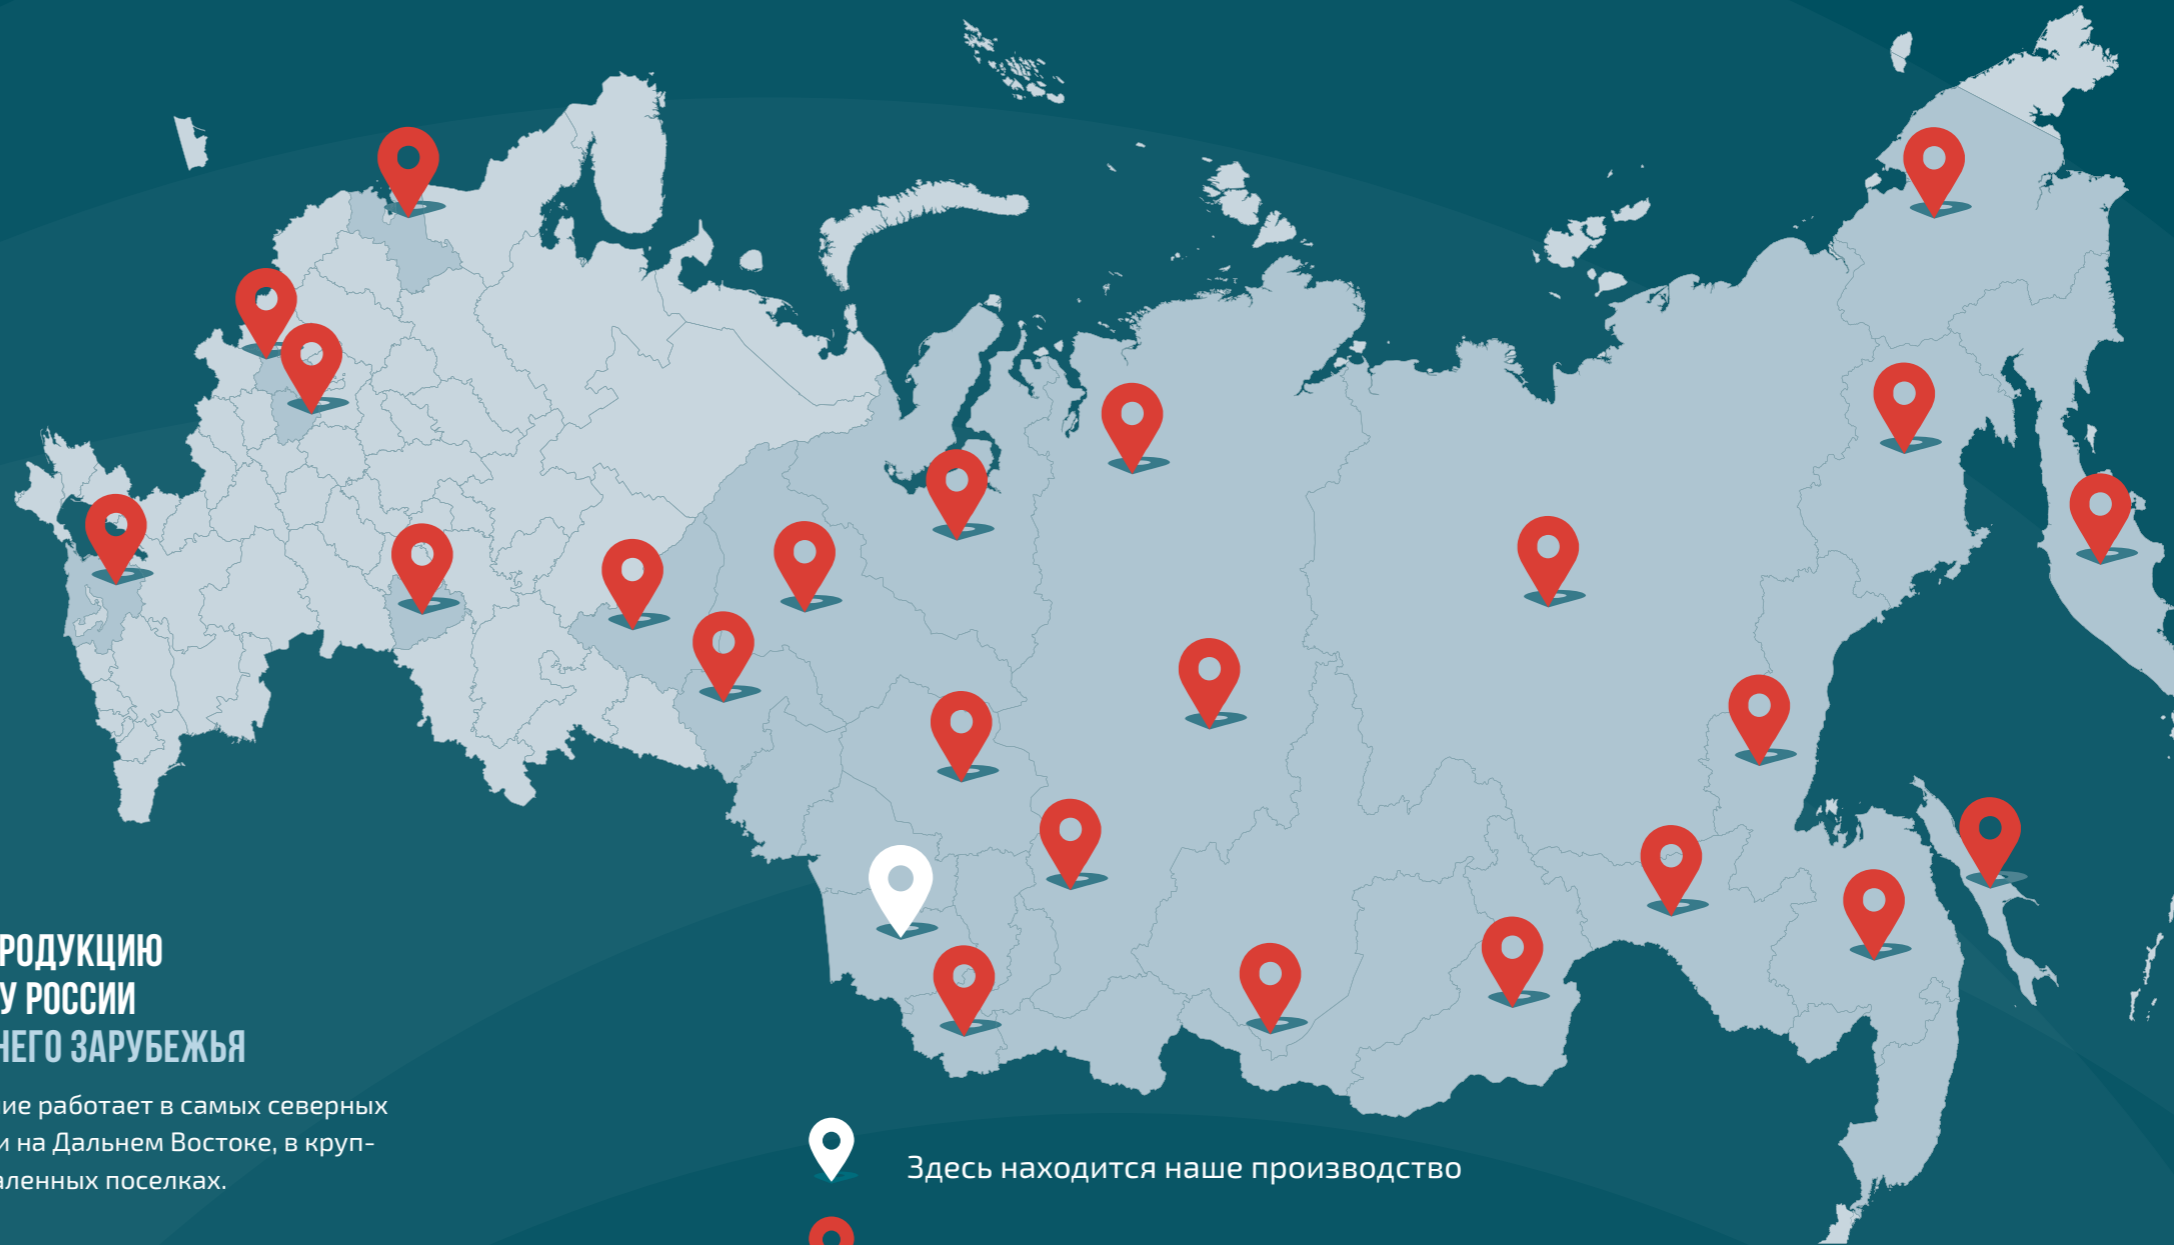 РОДУКЦИЮ
У РОССИИ
НЕГО ЗАРУБЕЖЬЯ
ие работает в самых северных
и на Дальнем Востоке, в круп-
аленных поселках.
Здесь находится наше производство